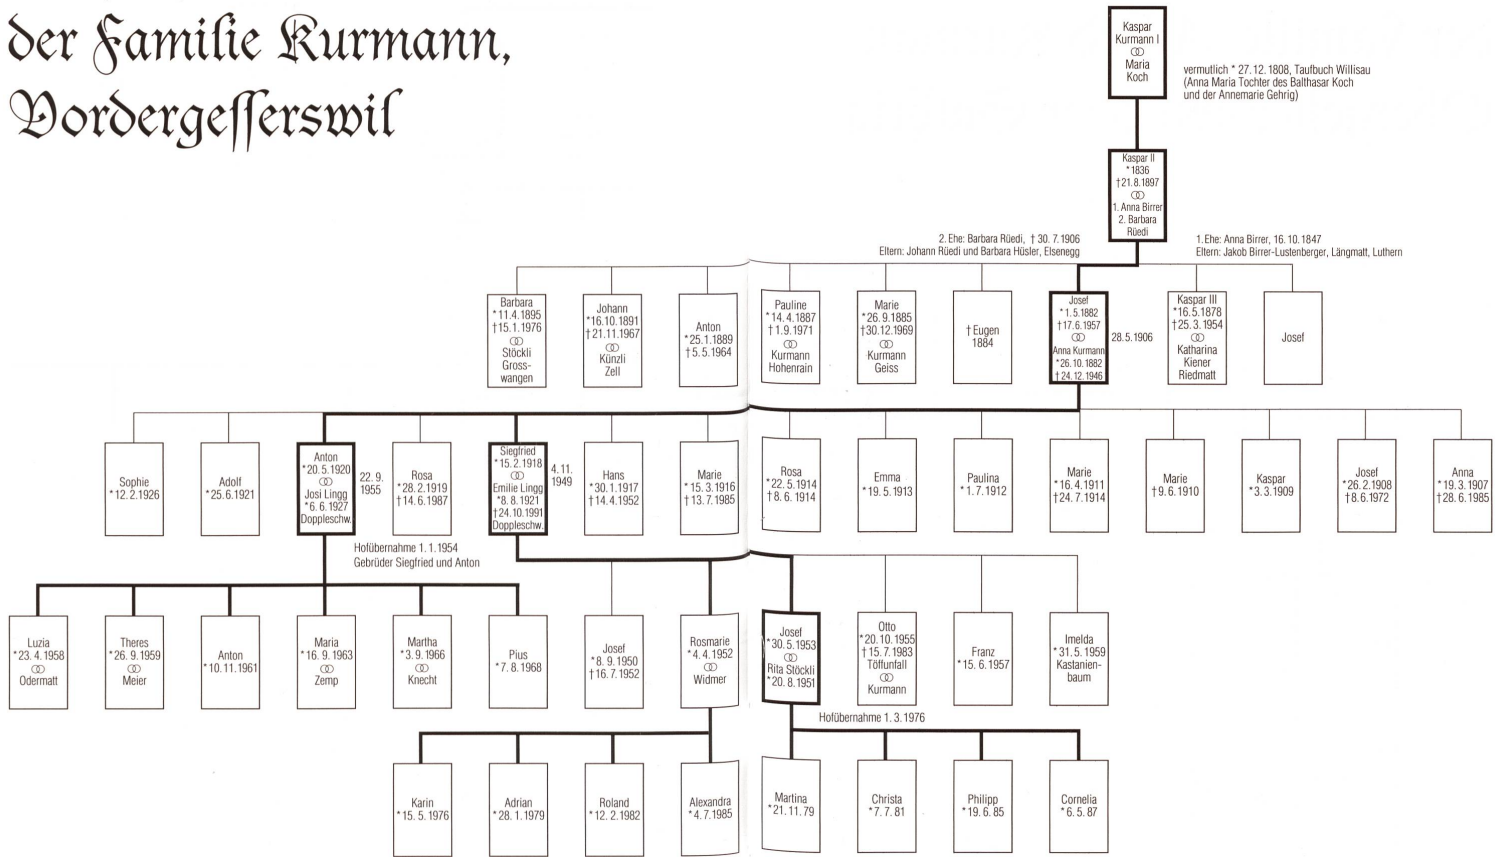 der Familie Kurmann,
Vordergesserswil
Kaspar
Kurmann I
⚭
Maria
Koch
vermutlich * 27.12.1808, Taufbuch Willisau
(Anna Maria Tochter des Balthasar Koch
und der Annemarie Gehrig)
Kaspar II
*1836
†21.8.1897
⚭
1. Anna Birrer
2. Barbara
Rüedi
2. Ehe: Barbara Rüedi, † 30. 7. 1906
Eltern: Johann Rüedi und Barbara Hüsler, Elsenegg
1. Ehe: Anna Birrer, 16.10.1847
Eltern: Jakob Birrer-Lustenberger, Längmatt, Luthern
Barbara
*11.4.1895
†15.1.1976
⚭
Stöckli
Gross-
wangen
Johann
*16.10.1891
†21.11.1967
⚭
Künzli
Zell
Anton
*25.1.1889
†5.5.1964
Pauline
*14.4.1887
†1.9.1971
⚭
Kurmann
Hohenrain
Marie
*26.9.1885
†30.12.1969
⚭
Kurmann
Geiss
†Eugen
1884
Josef
*1.5.1882
†17.6.1957
⚭
Anna Kurmann
*26.10.1882
†24.12.1946
28.5.1906
Kaspar III
*16.5.1878
†25.3.1954
⚭
Katharina
Kiener
Riedmatt
Josef
Sophie
*12.2.1926
Adolf
*25.6.1921
Anton
*20.5.1920
⚭
Josi Lingg
*6.6.1927
Doppleschw.
22. 9.
1955
Rosa
*28.2.1919
†14.6.1987
Siegfried
*15.2.1918
⚭
Emilie Lingg
*8.8.1921
†24.10.1991
Doppleschw.
4.11.
1949
Hans
*30.1.1917
†14.4.1952
Marie
*15.3.1916
†13.7.1985
Rosa
*22.5.1914
†8.6.1914
Emma
*19.5.1913
Paulina
*1.7.1912
Marie
*16.4.1911
†24.7.1914
Marie
†9.6.1910
Kaspar
*3.3.1909
Josef
*26.2.1908
†8.6.1972
Anna
*19.3.1907
†28.6.1985
Hofübernahme 1.1.1954
Gebrüder Siegfried und Anton
Luzia
*23. 4. 1958
⚭
Odermatt
Theres
*26. 9. 1959
⚭
Meier
Anton
*10.11.1961
Maria
*16. 9. 1963
⚭
Zemp
Martha
*3.9.1966
⚭
Knecht
Pius
*7. 8. 1968
Josef
*8. 9. 1950
†16.7.1952
Rosmarie
*4.4.1952
⚭
Widmer
Josef
*30.5.1953
⚭
Rita Stöckli
*20. 8. 1951
Otto
*20. 10. 1955
†15. 7. 1983
Töffunfall
⚭
Kurmann
Franz
*15. 6. 1957
Imelda
*31. 5. 1959
Kastanien-
baum
Hofübernahme 1. 3. 1976
Karin
*15. 5. 1976
Adrian
*28. 1. 1979
Roland
*12. 2. 1982
Alexandra
*4.7.1985
Martina
*21. 11. 79
Christa
*7. 7. 81
Philipp
*19. 6. 85
Cornelia
*6. 5. 87